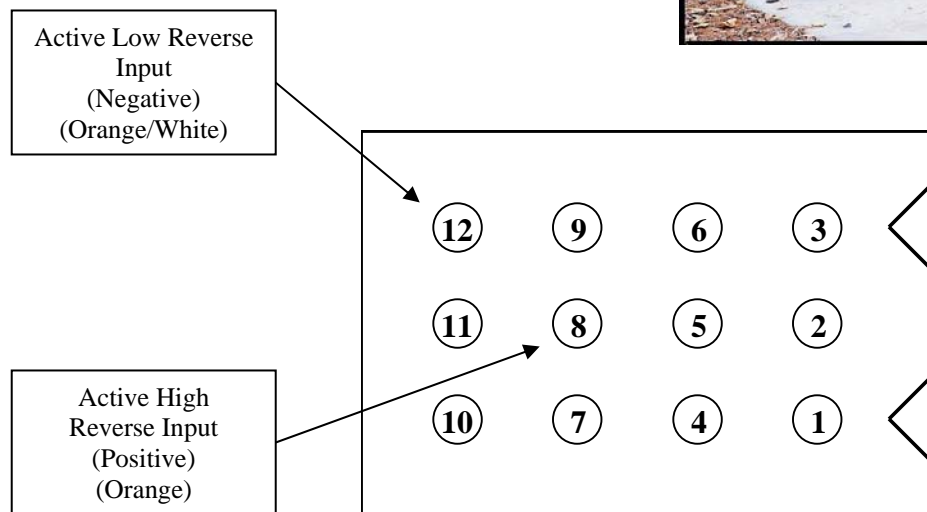 Active Low Reverse
Input
(Negative)
(Orange/White)
12 9 6 3
11 8 5 2
Active High
Reverse Input
(Positive)
(Orange)
10 7 4 1